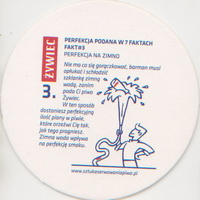 ŻYWIEC
PERFEKCJA PODANA W 7 FAKTACH
FAKT#3
PERFEKCJA NA ZIMNO
3.
Nie ma co się gorączkować, barman musi
opłukać i schłodzić
szklankę zimną
wodą, zanim
poda Ci piwo
Żywiec.
W ten sposób
dostaniesz perfekcyjną
ilość piany w piwie,
które orzeźwi Cię tak,
jak tego pragniesz.
Zimna woda wpływa
na perfekcję smaku.
www.sztukaserwowaniapiwa.pl